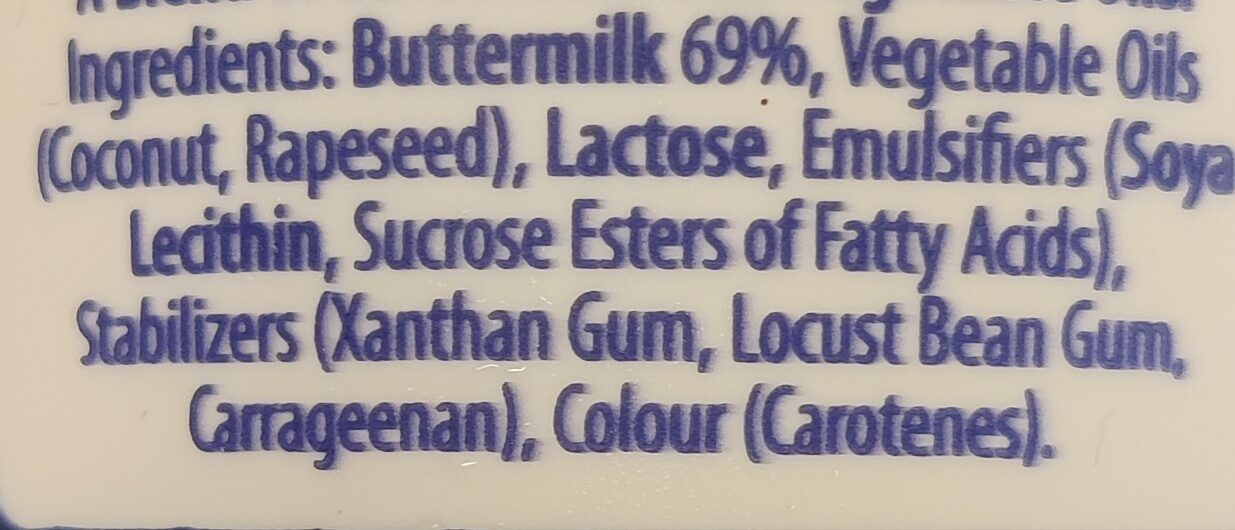 Ingredients: Buttermilk 69%, Vegetable Oils
(Coconut, Rapeseed), Lactose, Emulsifiers (Soya
Lecithin, Sucrose Esters of Fatty Acids),
Stabilizers (Xanthan Gum, Locust Bean Gum,
Carrageenan), Colour (Carotenes).